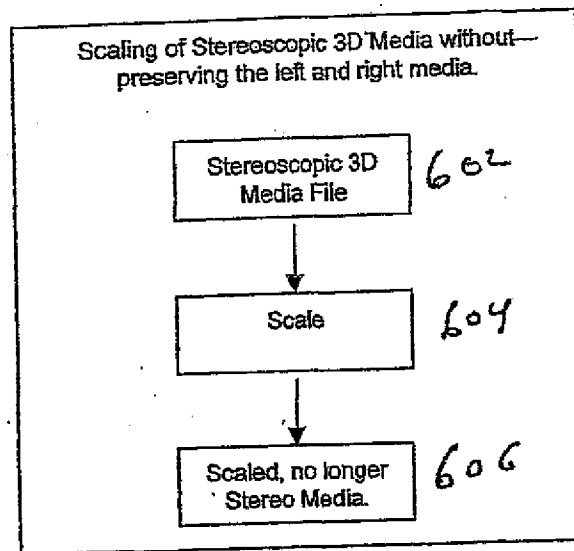 Scaling of Stereoscopic 3D Media without
preserving the left and right media.
Stereoscopic 3D
Media File
602
Scale
604
Scaled, no longer
Stereo Media.
606